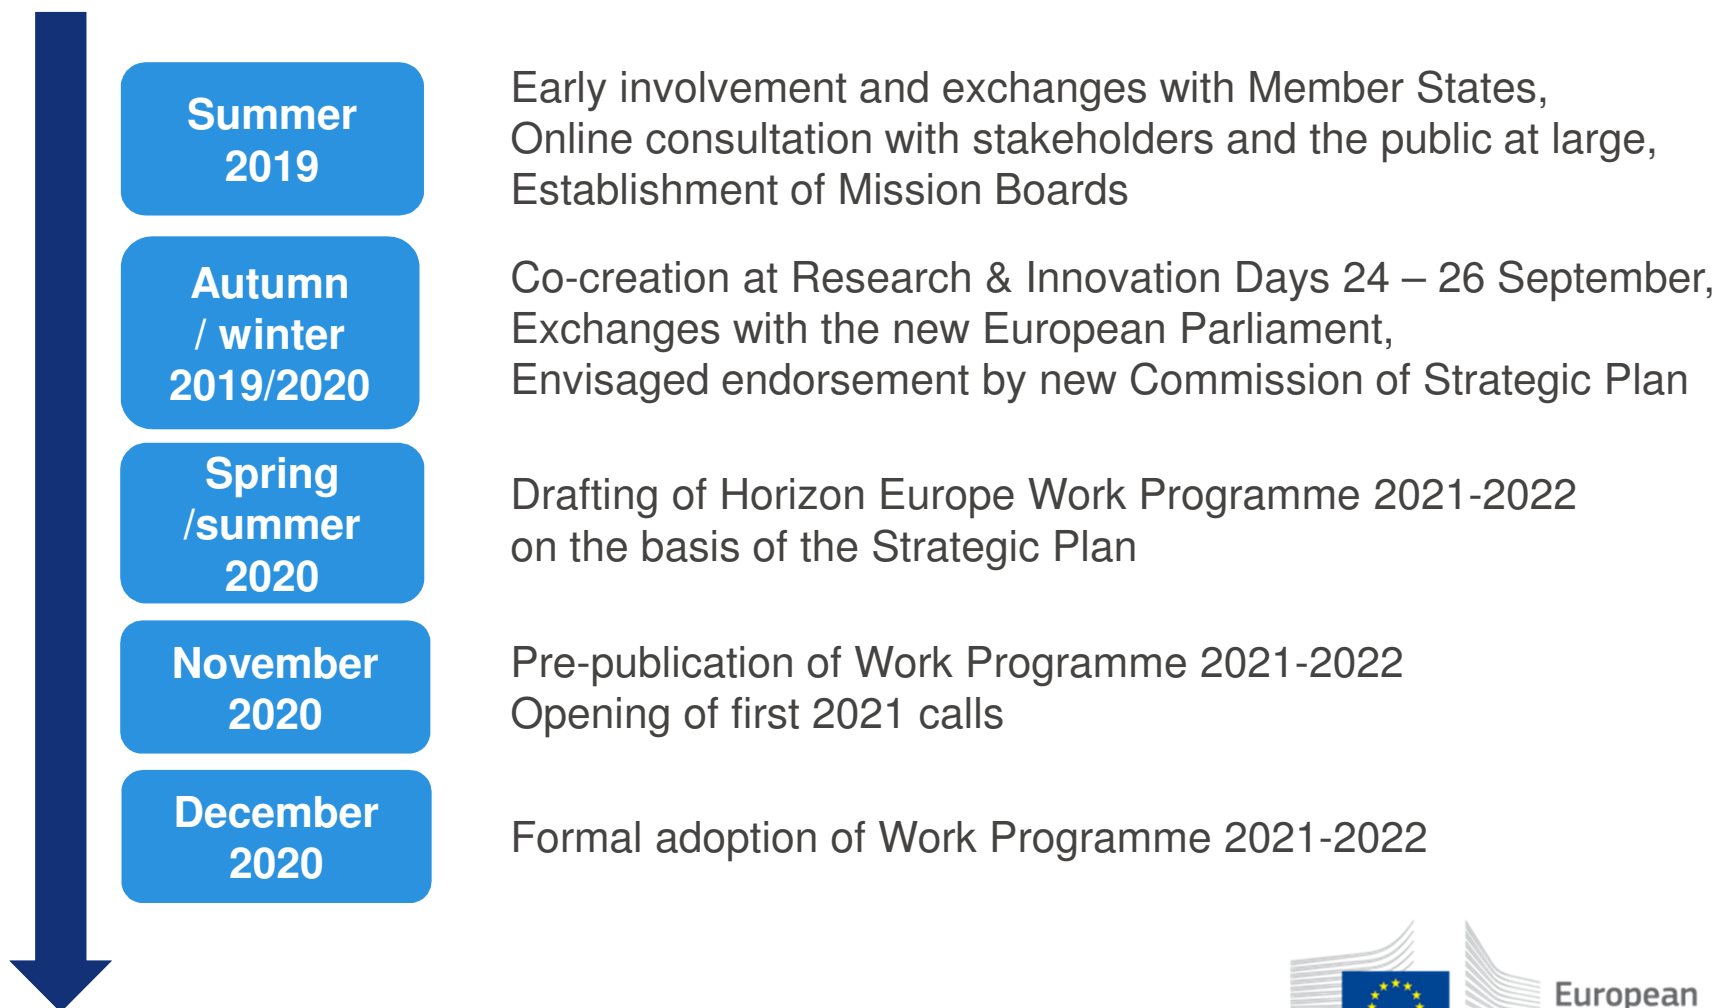 Summer
2019
Early involvement and exchanges with Member States,
Online consultation with stakeholders and the public at large,
Establishment of Mission Boards
Autumn
/ winter
2019/2020
Co-creation at Research & Innovation Days 24 – 26 September,
Exchanges with the new European Parliament,
Envisaged endorsement by new Commission of Strategic Plan
Spring
/summer
2020
Drafting of Horizon Europe Work Programme 2021-2022
on the basis of the Strategic Plan
November
2020
Pre-publication of Work Programme 2021-2022
Opening of first 2021 calls
December
2020
Formal adoption of Work Programme 2021-2022
European